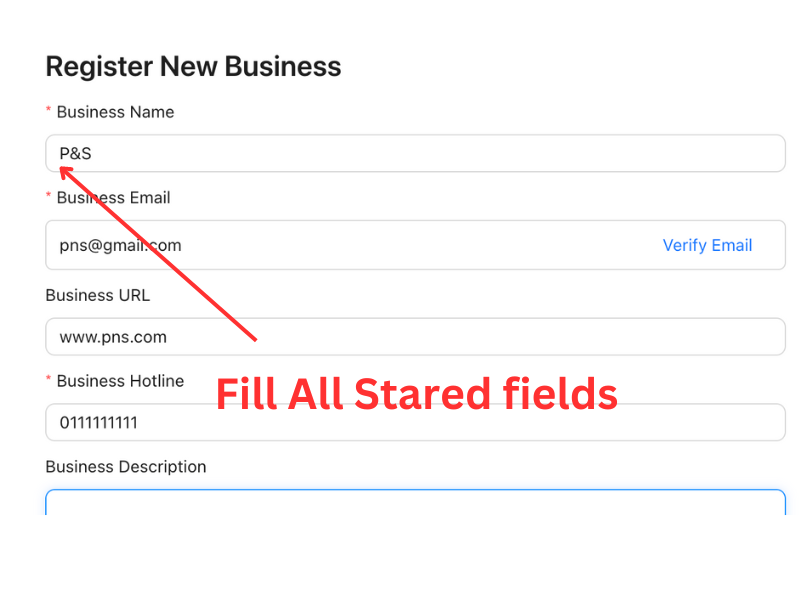 Register New Business
* Business Name
P&S
* Business Email
pns@gmail.com Verify Email
Business URL
www.pns.com
* Business Hotline
Fill All Stared fields
0111111111
Business Description